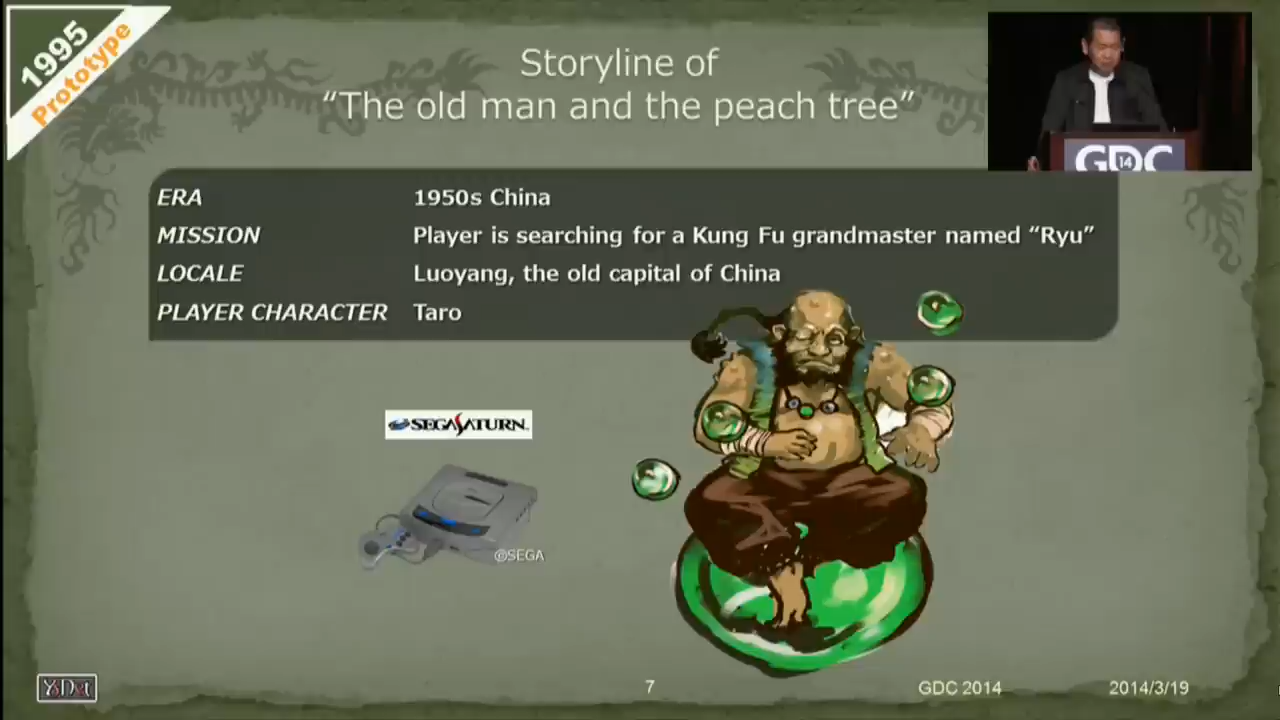 1995
Prototype
Storyline of
“The old man and the peach tree”
GDC
14
ERA 1950s China
MISSION Player is searching for a Kung Fu grandmaster named “Ryu”
LOCALE Luoyang, the old capital of China
PLAYER CHARACTER Taro
SEGA SATURN
©SEGA
YSNet
7
GDC 2014
2014/3/19